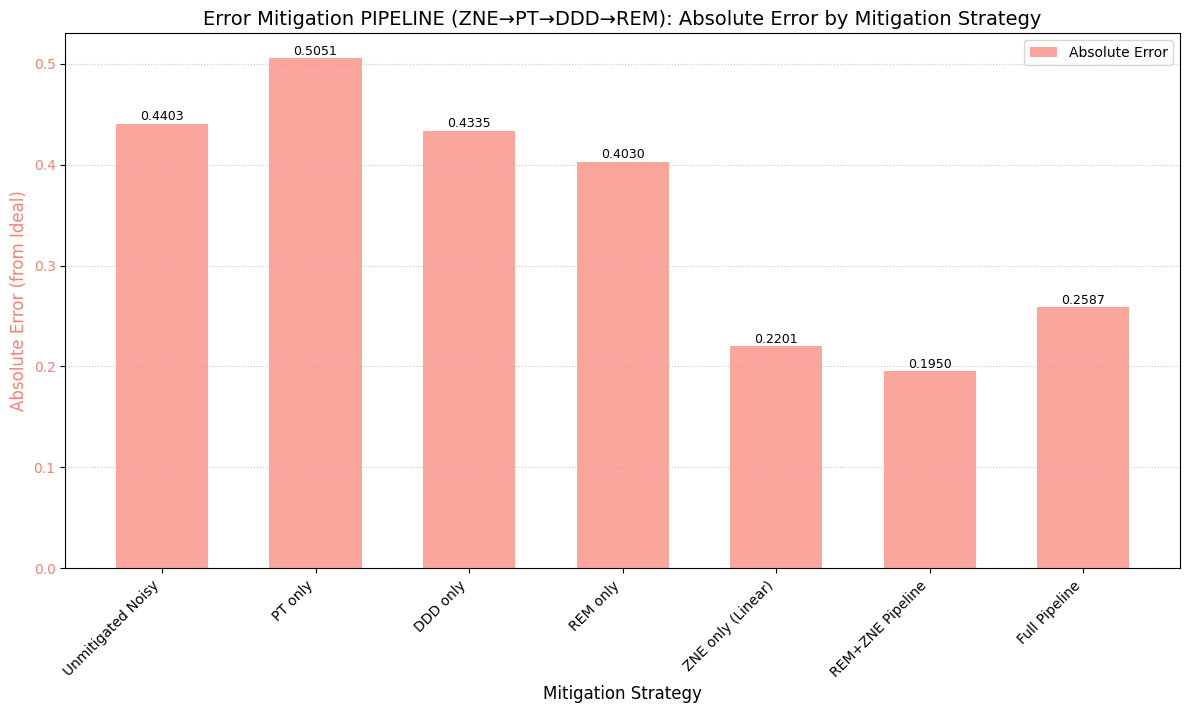 Error Mitigation PIPELINE (ZNE→PT→DDD→REM): Absolute Error by Mitigation Strategy
Absolute Error
Absolute Error (from Ideal)
0.5
0.4
0.3
0.2
0.1
0.0
0.4403
0.5051
0.4335
0.4030
0.2201
0.1950
0.2587
Unmitigated Noisy
PT only
DDD only
REM only
ZNE only (Linear)
REM+ZNE Pipeline
Full Pipeline
Mitigation Strategy